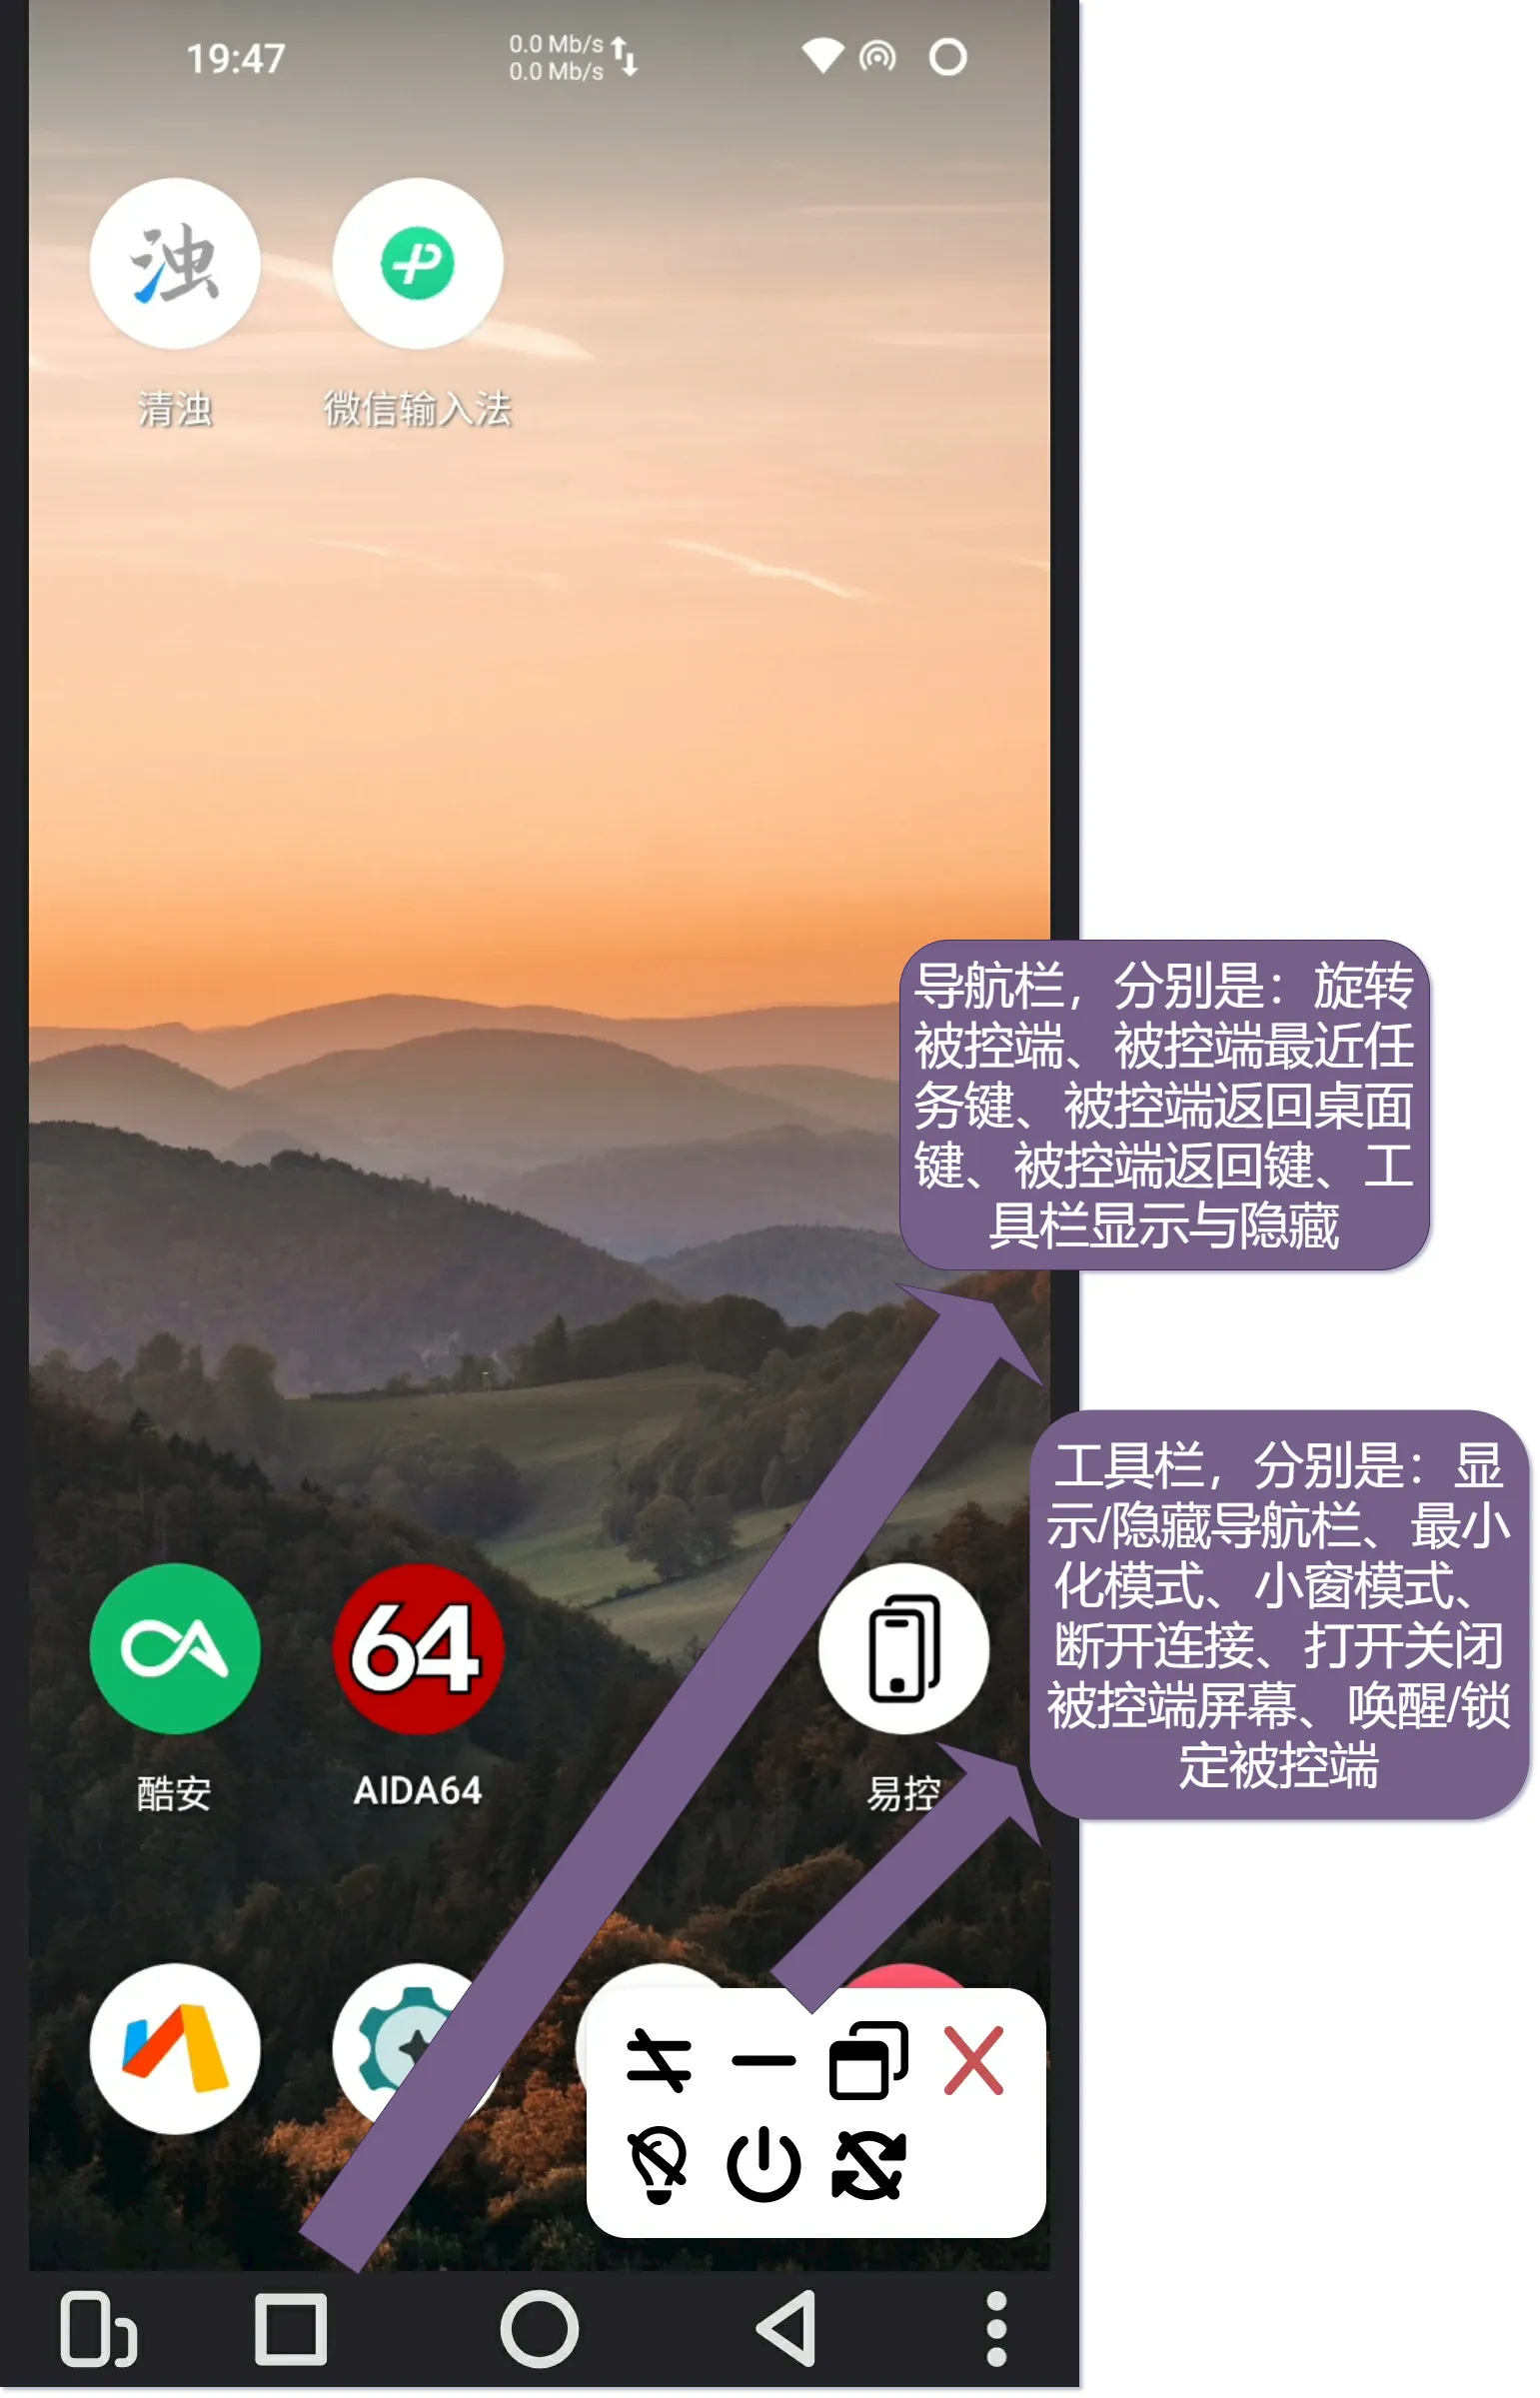 19:47
0.0 Mb/s
0.0 Mb/s
浊
清浊
微信输入法
导航栏，分别是：旋转
被控端、被控端最近任
务键、被控端返回桌面
键、被控端返回键、工
具栏显示与隐藏
工具栏，分别是：显
示/隐藏导航栏、最小
化模式、小窗模式、
断开连接、打开关闭
被控端屏幕、唤醒/锁
定被控端
64
酷安
AIDA64
易控